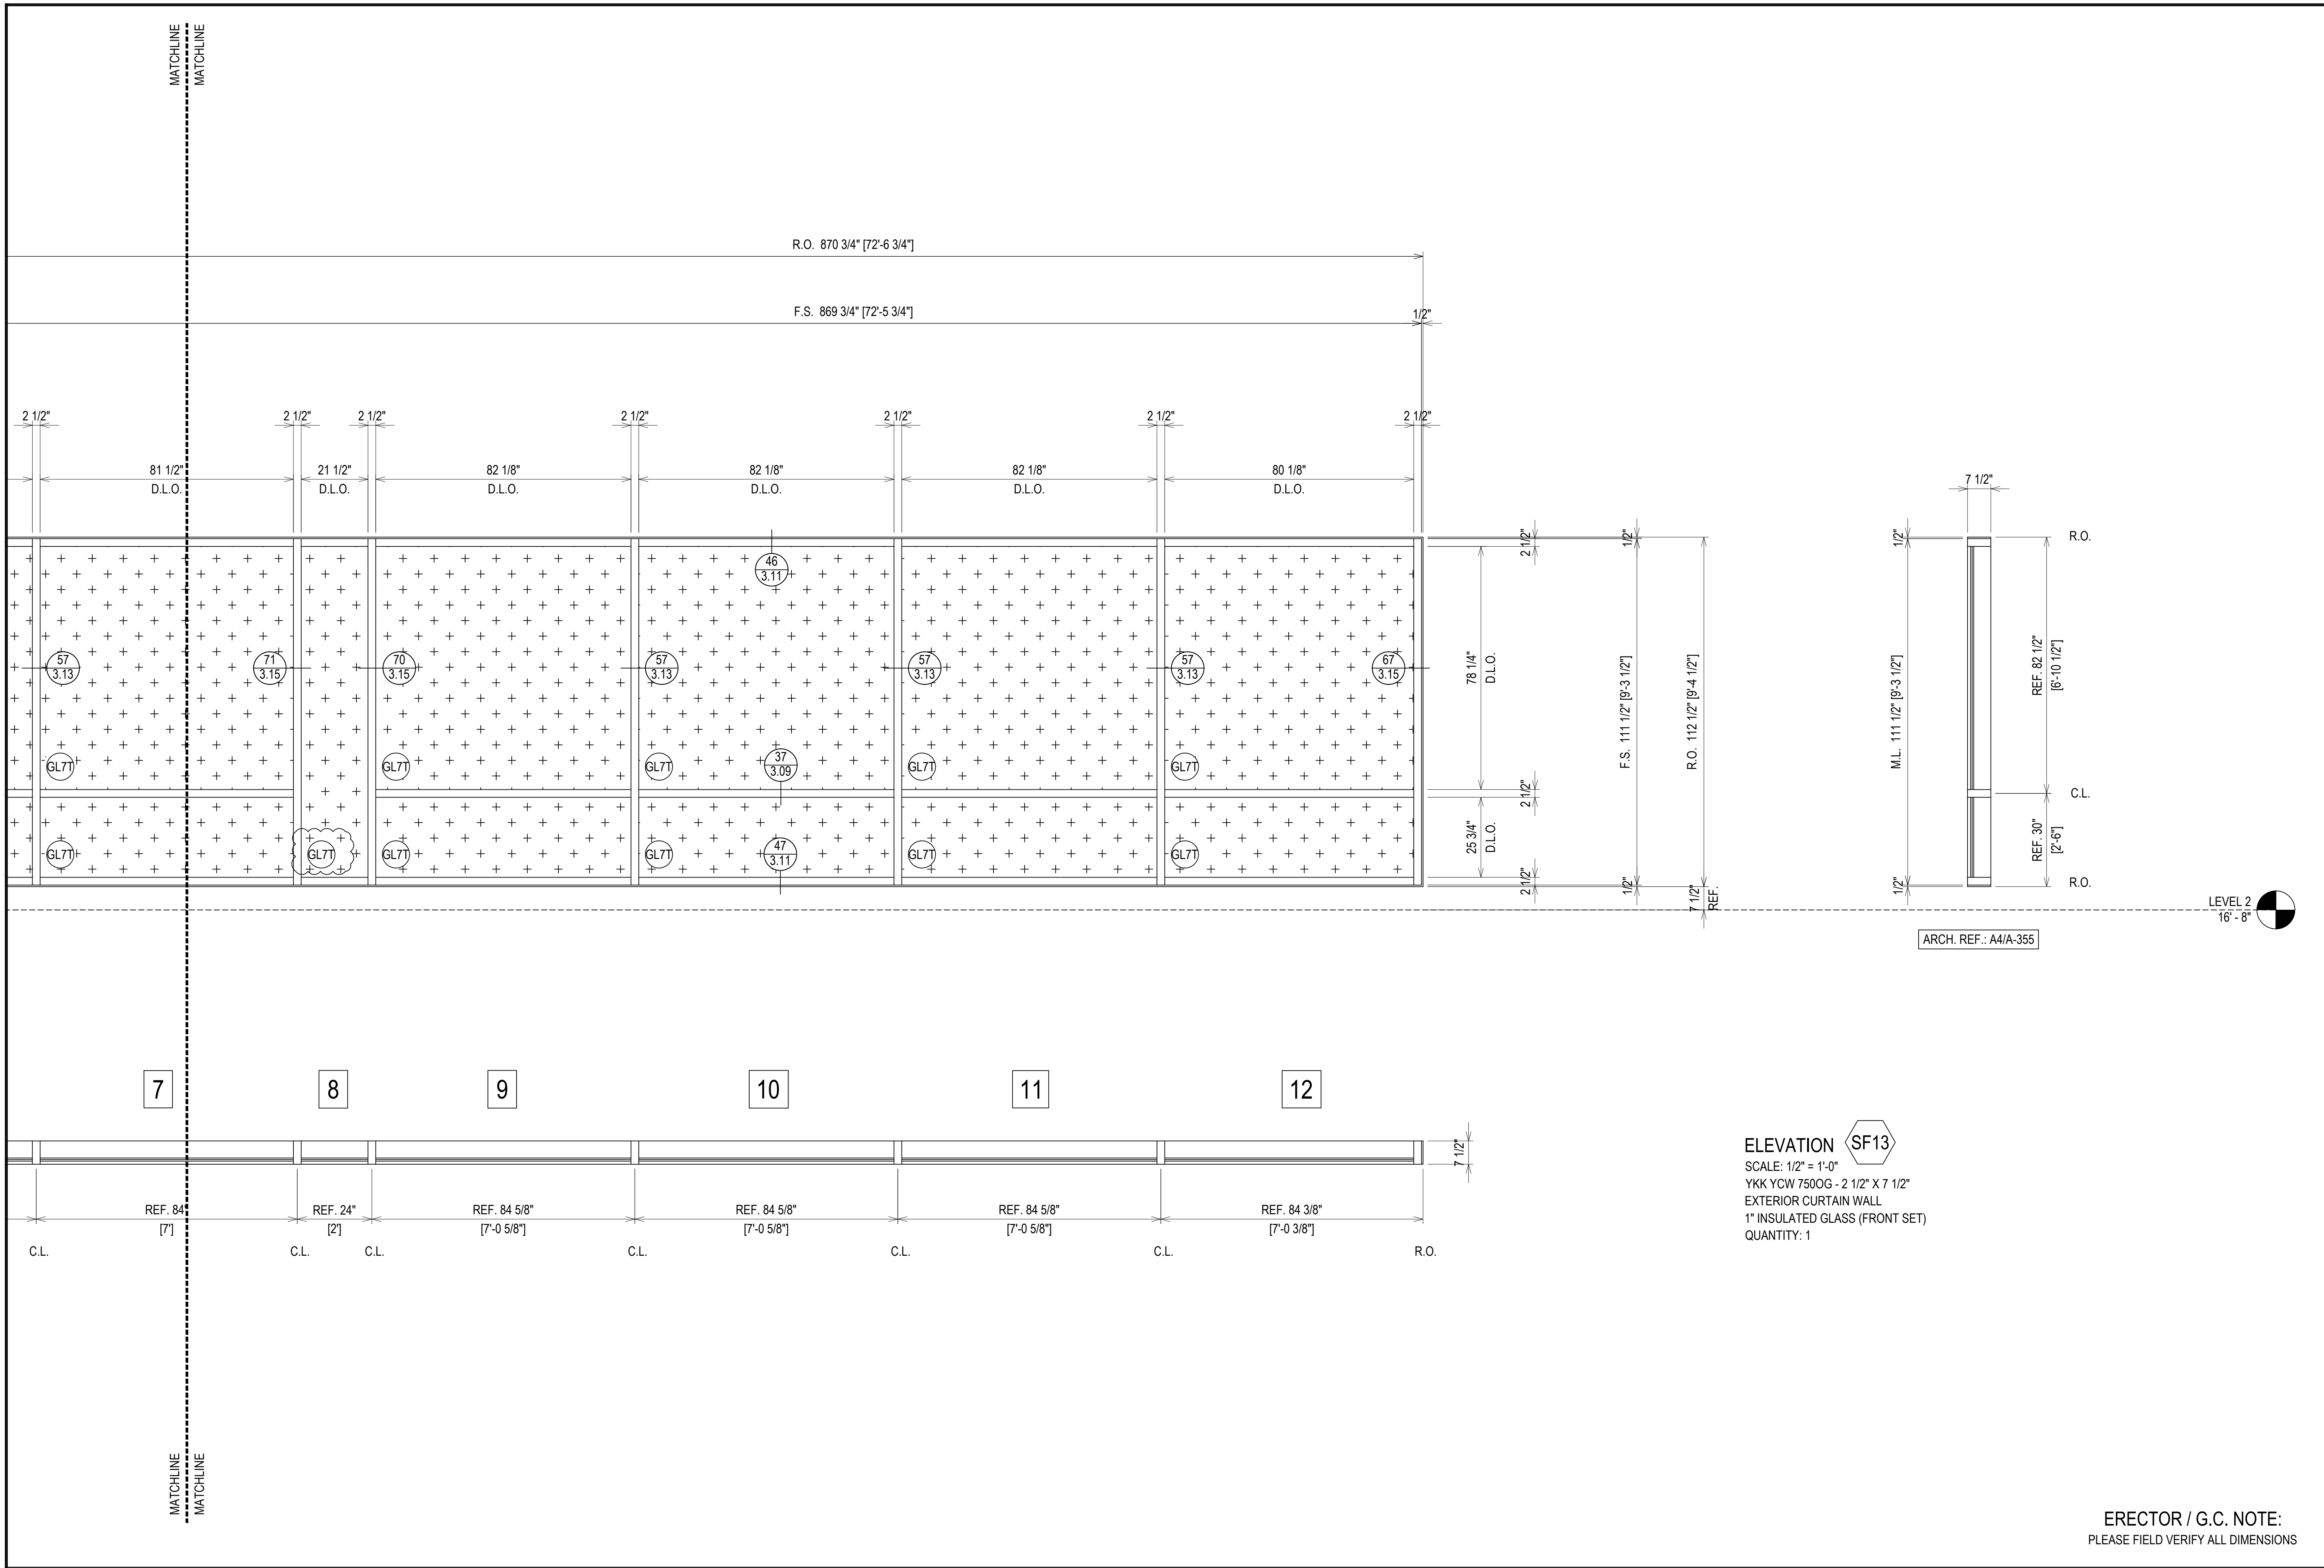 MATCHLINE
MATCHLINE
R.O. 870 3/4" [72'-6 3/4"]
F.S. 869 3/4" [72'-5 3/4"]
1/2"
2 1/2"
2 1/2"
2 1/2"
2 1/2"
2 1/2"
2 1/2"
2 1/2"
81 1/2"
D.L.O.
21 1/2"
D.L.O.
82 1/8"
D.L.O.
82 1/8"
D.L.O.
82 1/8"
D.L.O.
80 1/8"
D.L.O.
46
3.11
57
3.13
71
3.15
70
3.15
57
3.13
57
3.13
57
3.13
67
3.15
GL7T
GL7T
GL7T
GL7T
GL7T
37
3.09
GL7T
GL7T
GL7T
GL7T
GL7T
GL7T
47
3.11
2 1/2"
78 1/4"
D.L.O.
2 1/2"
25 3/4"
D.L.O.
2 1/2"
1/2"
F.S. 111 1/2" [9'-3 1/2"]
1/2"
R.O. 112 1/2" [9'-4 1/2"]
7 1/2"
REF.
7 1/2"
1/2"
M.L. 111 1/2" [9'-3 1/2"]
1/2"
R.O.
REF. 82 1/2"
[6'-10 1/2"]
C.L.
REF. 30"
[2'-6"]
R.O.
LEVEL 2
16' - 8"
ARCH. REF.: A4/A-355
7
8
9
10
11
12
7 1/2"
REF. 84
[7']
REF. 24"
[2']
REF. 84 5/8"
[7'-0 5/8"]
REF. 84 5/8"
[7'-0 5/8"]
REF. 84 5/8"
[7'-0 5/8"]
REF. 84 3/8"
[7'-0 3/8"]
C.L.
C.L.
C.L.
C.L.
C.L.
C.L.
R.O.
ELEVATION SF13
SCALE: 1/2" = 1'-0"
YKK YCW 750OG - 2 1/2" X 7 1/2"
EXTERIOR CURTAIN WALL
1" INSULATED GLASS (FRONT SET)
QUANTITY: 1
MATCHLINE
MATCHLINE
ERECTOR / G.C. NOTE:
PLEASE FIELD VERIFY ALL DIMENSIONS